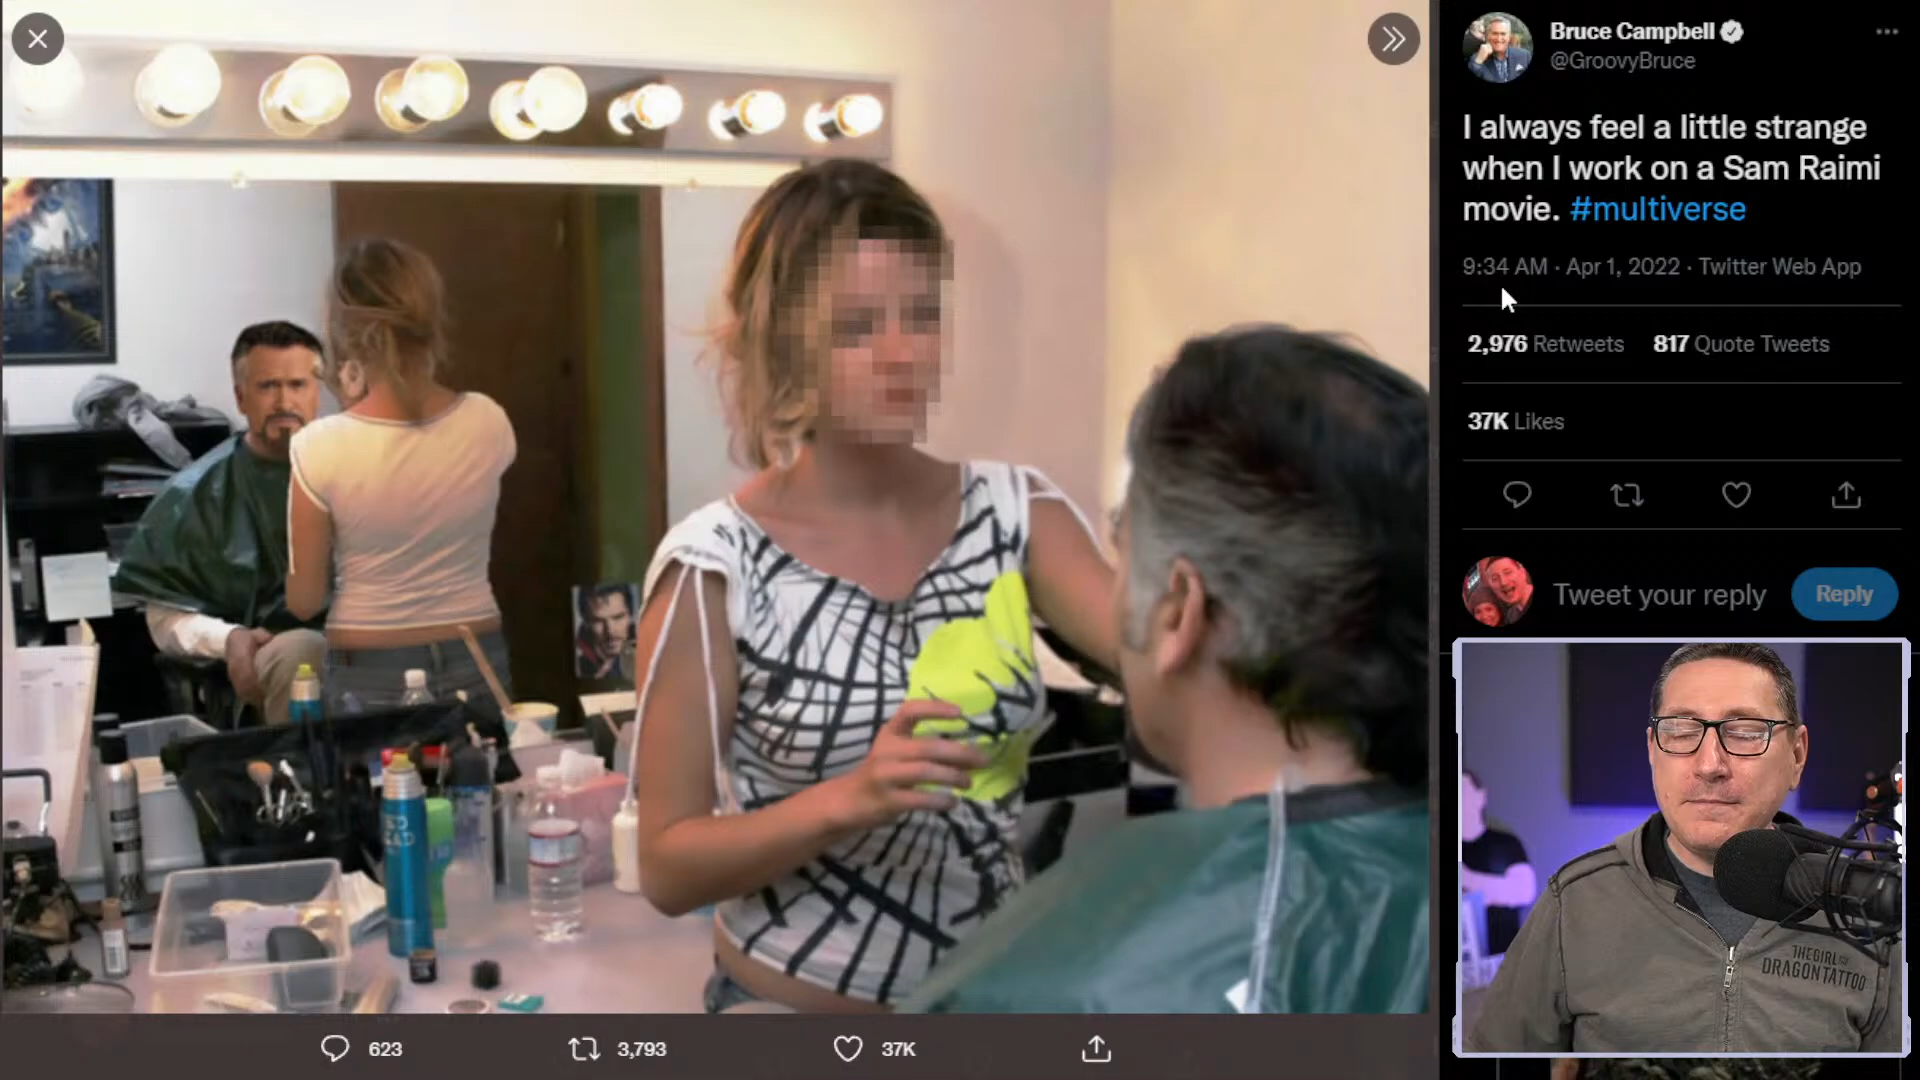 Bruce Campbell
@GroovyBruce
I always feel a little strange
when I work on a Sam Raimi
movie. #multiverse
9:34 AM · Apr 1, 2022 · Twitter Web App
2,976 Retweets 817 Quote Tweets
37K Likes
Tweet your reply
Reply
THE GIRL
DRAGON TATTOO
623
3,793
37K